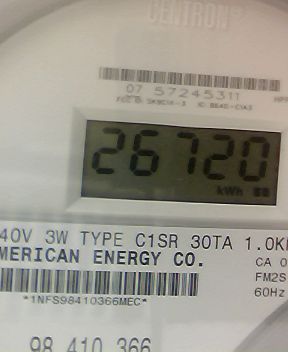 CENTRON®
07 57245311
26720
kWh
40V 3W TYPE C1SR 30TA 1.0K
MERICAN ENERGY CO.
CA 0
FM2S
60Hz
*1NFS98410366MEC*
98 410 366